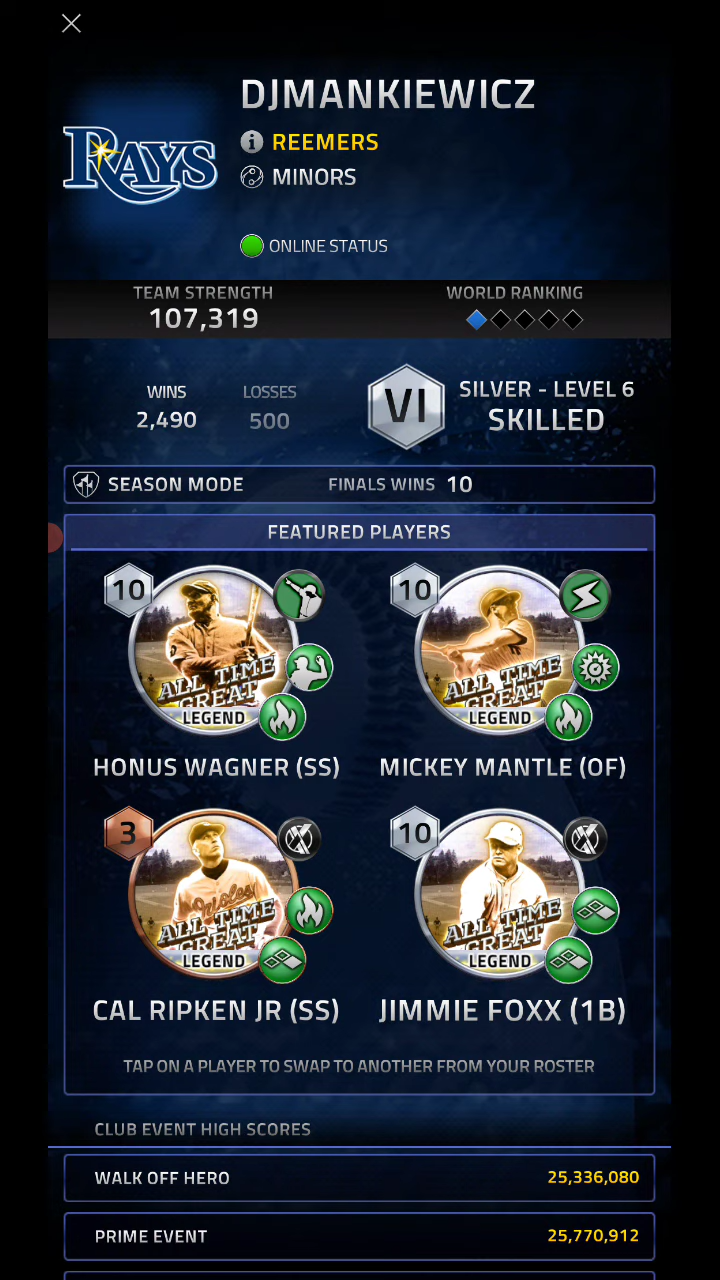 DJMANKIEWICZ
RAYS
REEMERS
MINORS
ONLINE STATUS
TEAM STRENGTH
107,319
WORLD RANKING
WINS
2,490
LOSSES
500
VI
SILVER - LEVEL 6
SKILLED
SEASON MODE
FINALS WINS 10
FEATURED PLAYERS
10
ALL TIME
GREAT
LEGEND
HONUS WAGNER (SS)
10
ALL TIME
GREAT
LEGEND
MICKEY MANTLE (OF)
3
Orioles
ALL TIME
GREAT
LEGEND
CAL RIPKEN JR (SS)
10
ALL TIME
GREAT
LEGEND
JIMMIE FOXX (1B)
TAP ON A PLAYER TO SWAP TO ANOTHER FROM YOUR ROSTER
CLUB EVENT HIGH SCORES
WALK OFF HERO 25,336,080
PRIME EVENT 25,770,912